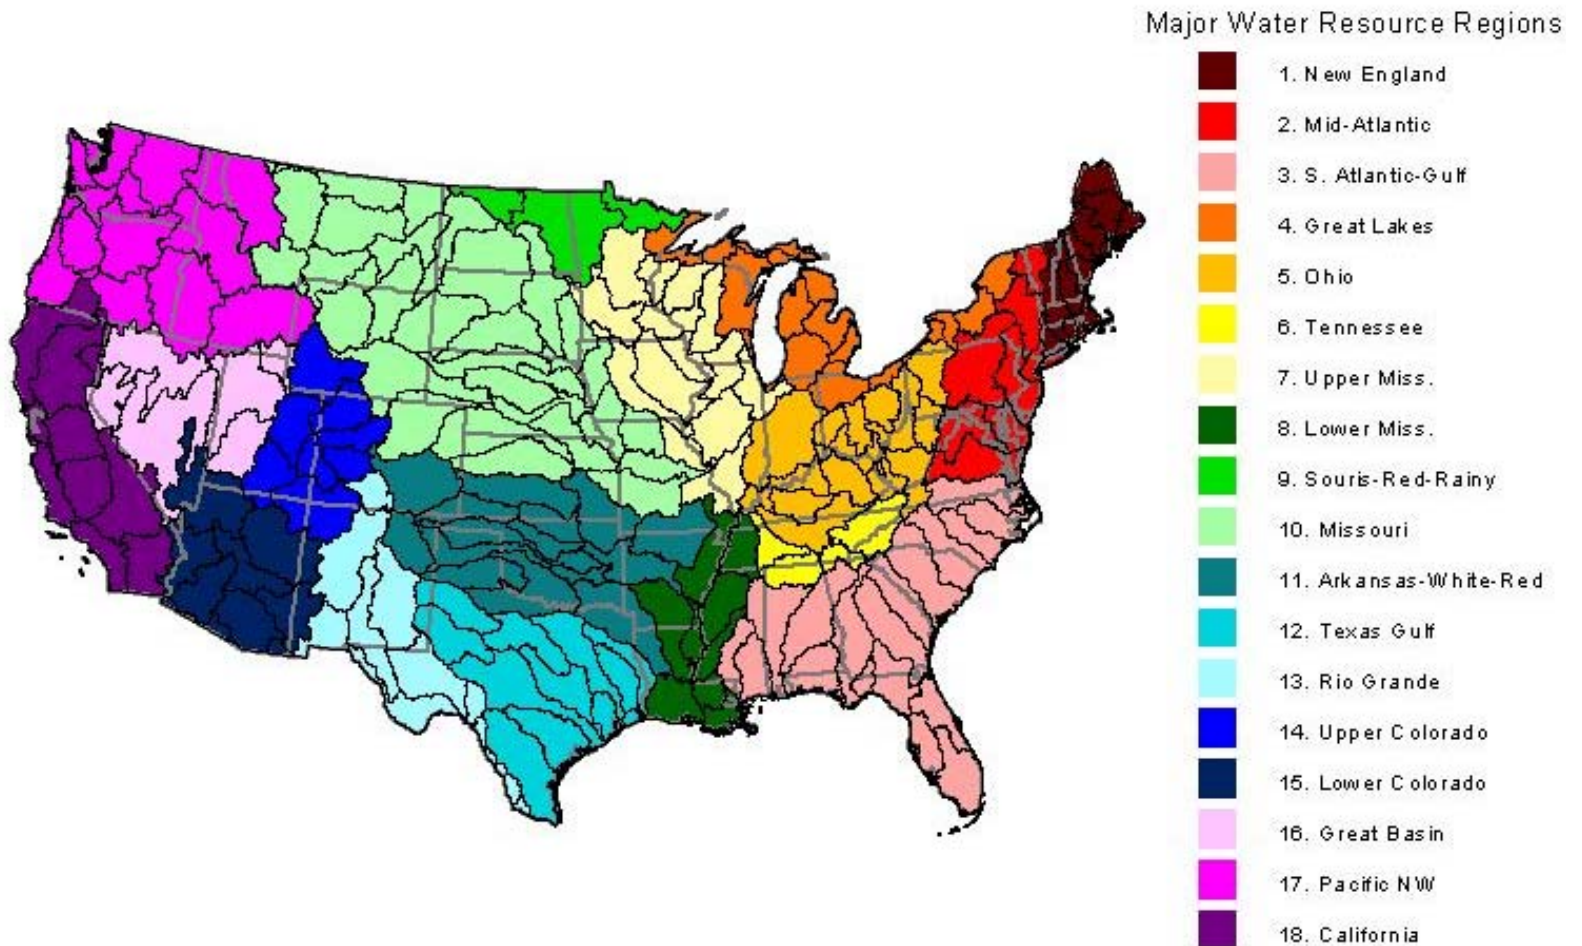 Major Water Resource Regions
1. New England
2. Mid-Atlantic
3. S. Atlantic-Gulf
4. Great Lakes
5. Ohio
6. Tennessee
7. Upper Miss.
8. Lower Miss.
9. Souris-Red-Rainy
10. Missouri
11. Arkansas-White-Red
12. Texas Gulf
13. Rio Grande
14. Upper Colorado
15. Lower Colorado
16. Great Basin
17. Pacific NW
18. California